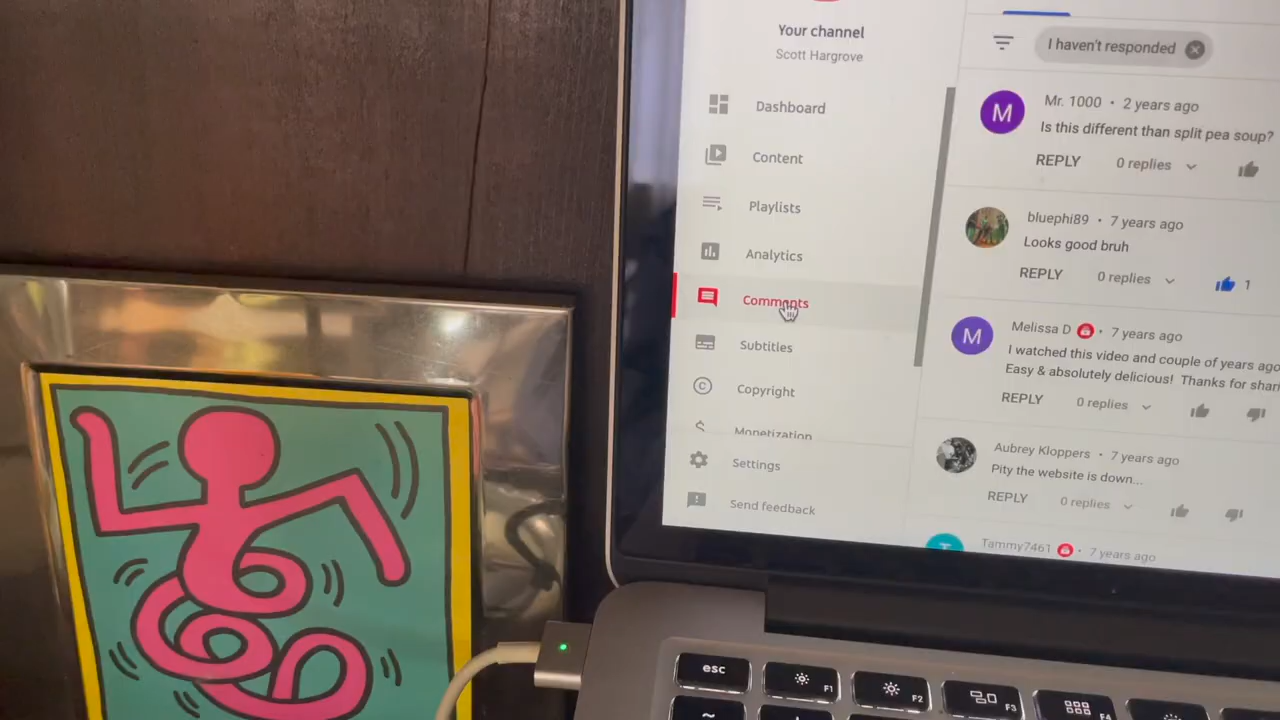 Your channel
Scott Hargrove
Dashboard
Content
Playlists
Analytics
Comments
Subtitles
Copyright
Monetization
Settings
Send feedback
I haven't responded
Mr. 1000 • 2 years ago
Is this different than split pea soup?
REPLY 0 replies
bluephi89 • 7 years ago
Looks good bruh
REPLY 0 replies 1
Melissa D • 7 years ago
I watched this video and couple of years ago
Easy & absolutely delicious! Thanks for
REPLY 0 replies
Aubrey Kloppers • 7 years ago
Pity the website is down...
REPLY 0 replies
Tammy7461 • 7 years ago
esc
F1
F2
F3
F4
~